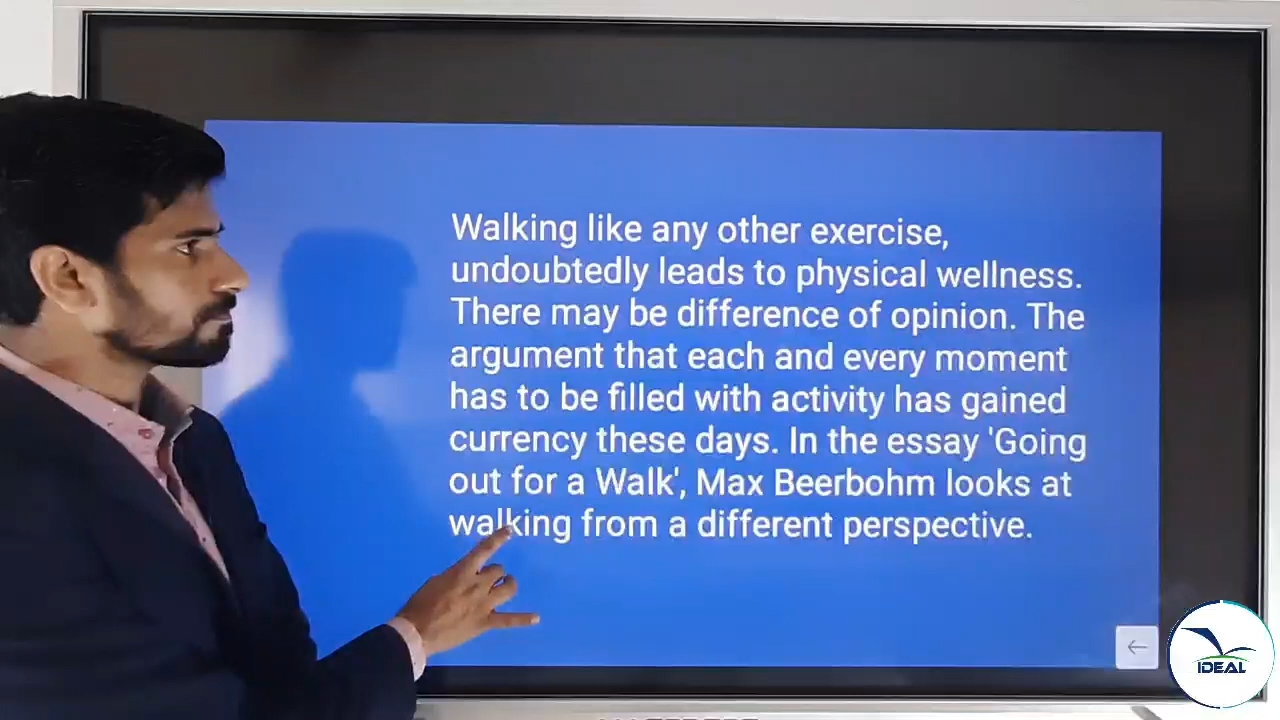 Walking like any other exercise,
undoubtedly leads to physical wellness.
There may be difference of opinion. The
argument that each and every moment
has to be filled with activity has gained
currency these days. In the essay 'Going
out for a Walk', Max Beerbohm looks at
walking from a different perspective.
IDEAL